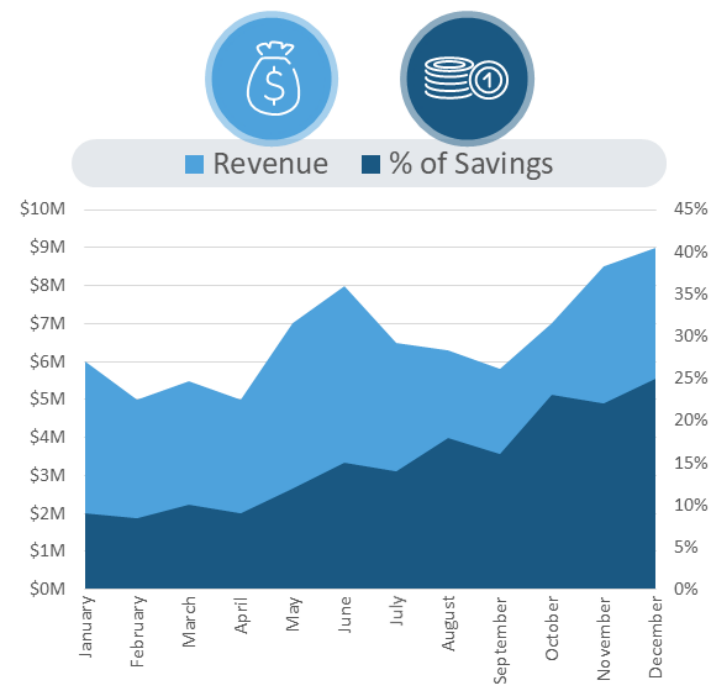 $
1
Revenue % of Savings
$10M
$9M
$8M
$7M
$6M
$5M
$4M
$3M
$2M
$1M
$0M
45%
40%
35%
30%
25%
20%
15%
10%
5%
0%
January
February
March
April
May
June
July
August
September
October
November
December